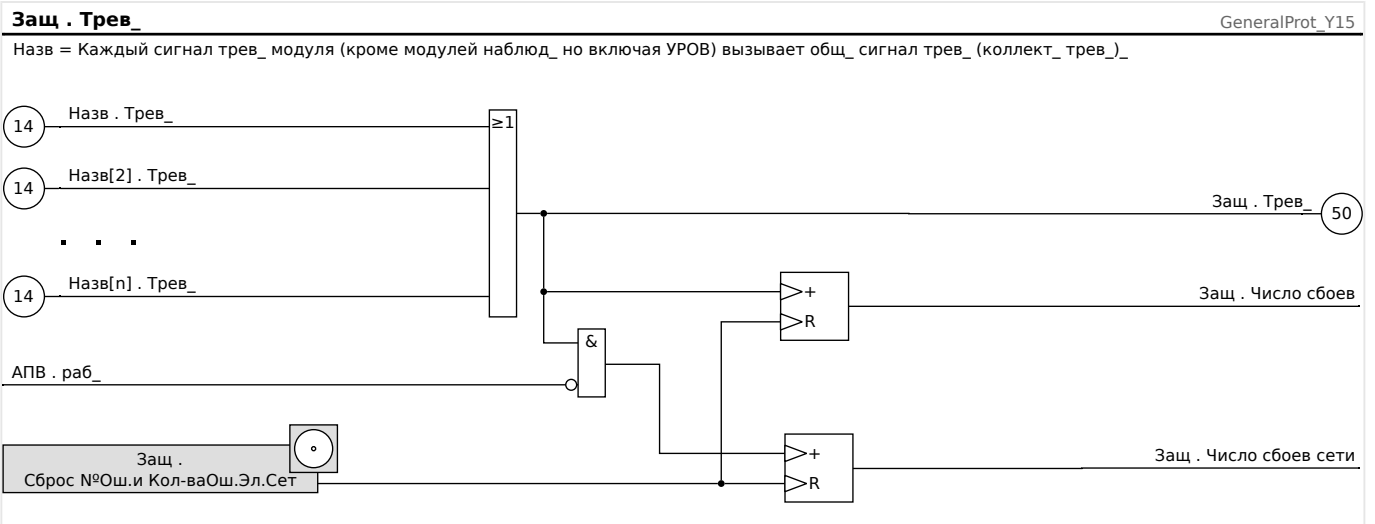 Защ . Трев_
GeneralProt_Y15
Назв = Каждый сигнал трев_ модуля (кроме модулей наблюд_ но включая УРОВ) вызывает общ_ сигнал трев_ (коллект_ трев_)_
14
Назв . Трев_
≥1
14
Назв[2] . Трев_
Защ . Трев_
50
. . .
14
Назв[n] . Трев_
+
R
Защ . Число сбоев
&
АПВ . раб_
Защ .
Сброс №Ош.и Кол-ваОш.Эл.Сет
+
R
Защ . Число сбоев сети